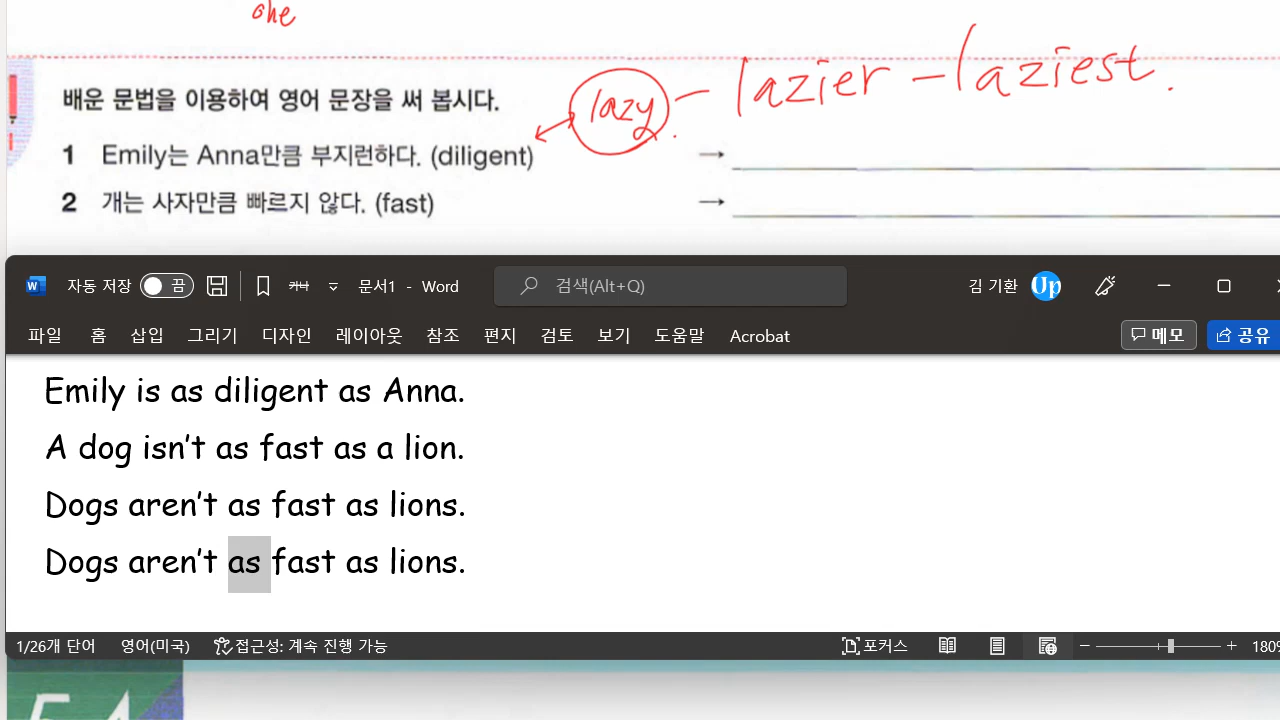 one
lazy - lazier - laziest.
배운 문법을 이용하여 영어 문장을 써 봅시다.
1 Emily는 Anna만큼 부지런하다. (diligent) →
2 개는 사자만큼 빠르지 않다. (fast) →
자동 저장 끔 가나 문서1 - Word 검색(Alt+Q) 김 기환 Up
파일 홈 삽입 그리기 디자인 레이아웃 참조 편지 검토 보기 도움말 Acrobat 메모 공유
Emily is as diligent as Anna.
A dog isn't as fast as a lion.
Dogs aren't as fast as lions.
Dogs aren't as fast as lions.
1/26개 단어 영어(미국) 접근성: 계속 진행 가능 포커스 180%